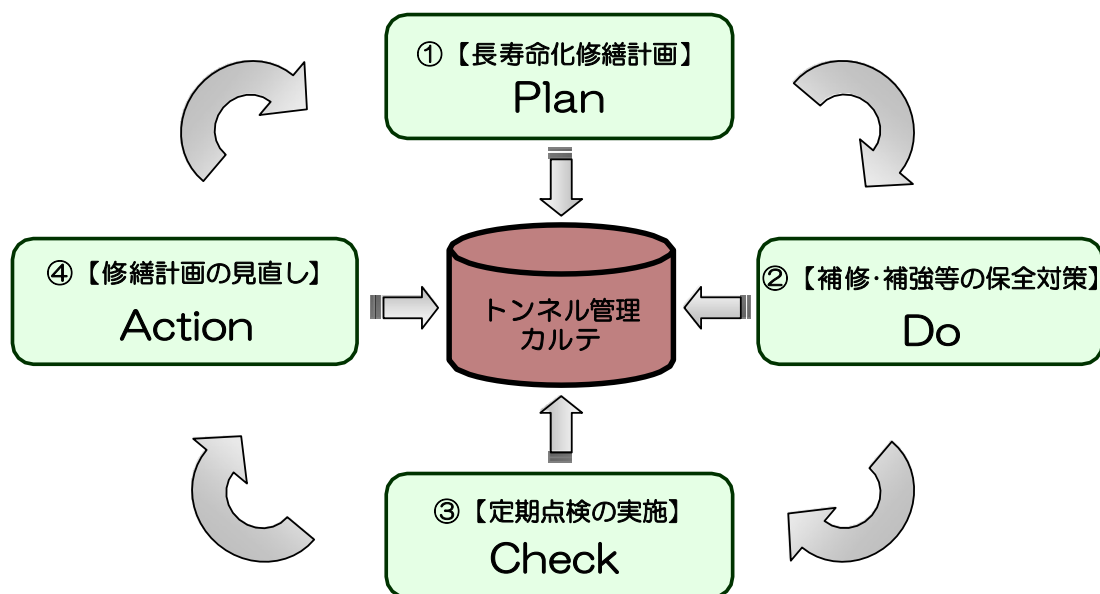 ①【長寿命化修繕計画】
Plan
④【修繕計画の見直し】
Action
トンネル管理
カルテ
②【補修・補強等の保全対策】
Do
③【定期点検の実施】
Check